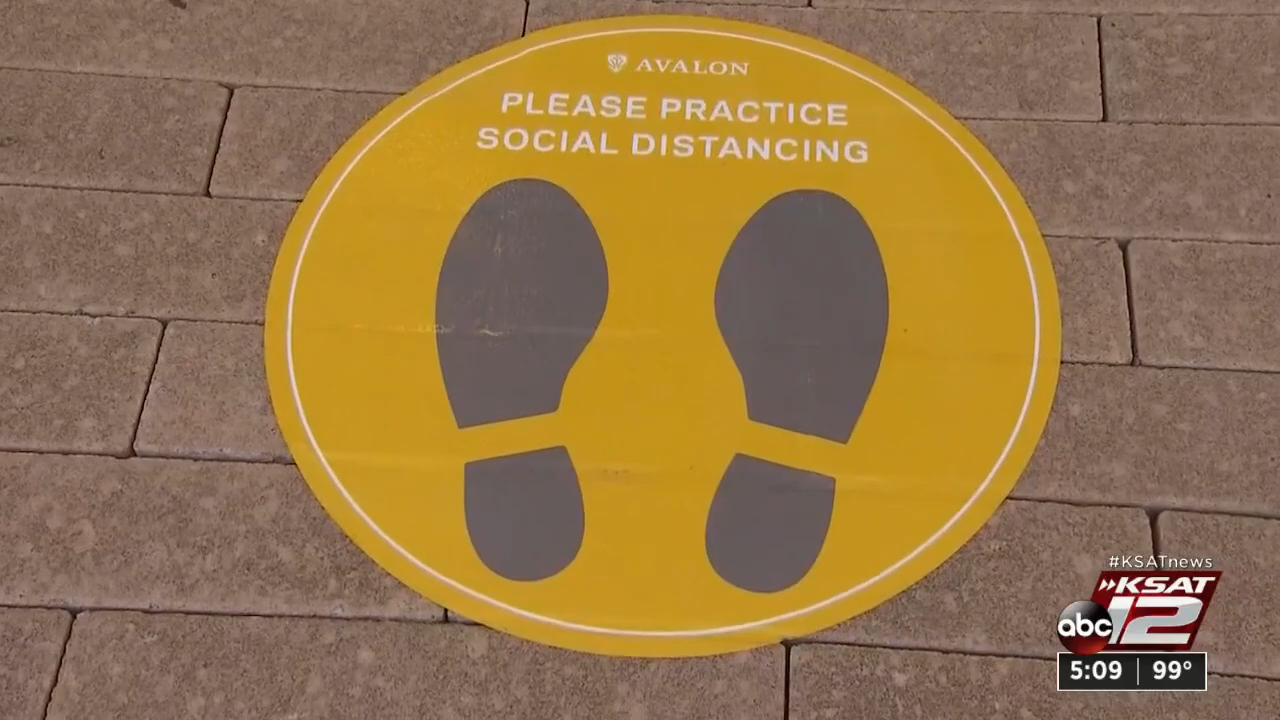 AVALON
PLEASE PRACTICE
SOCIAL DISTANCING
#KSATnews
KSAT
abc 12
5:09 99°